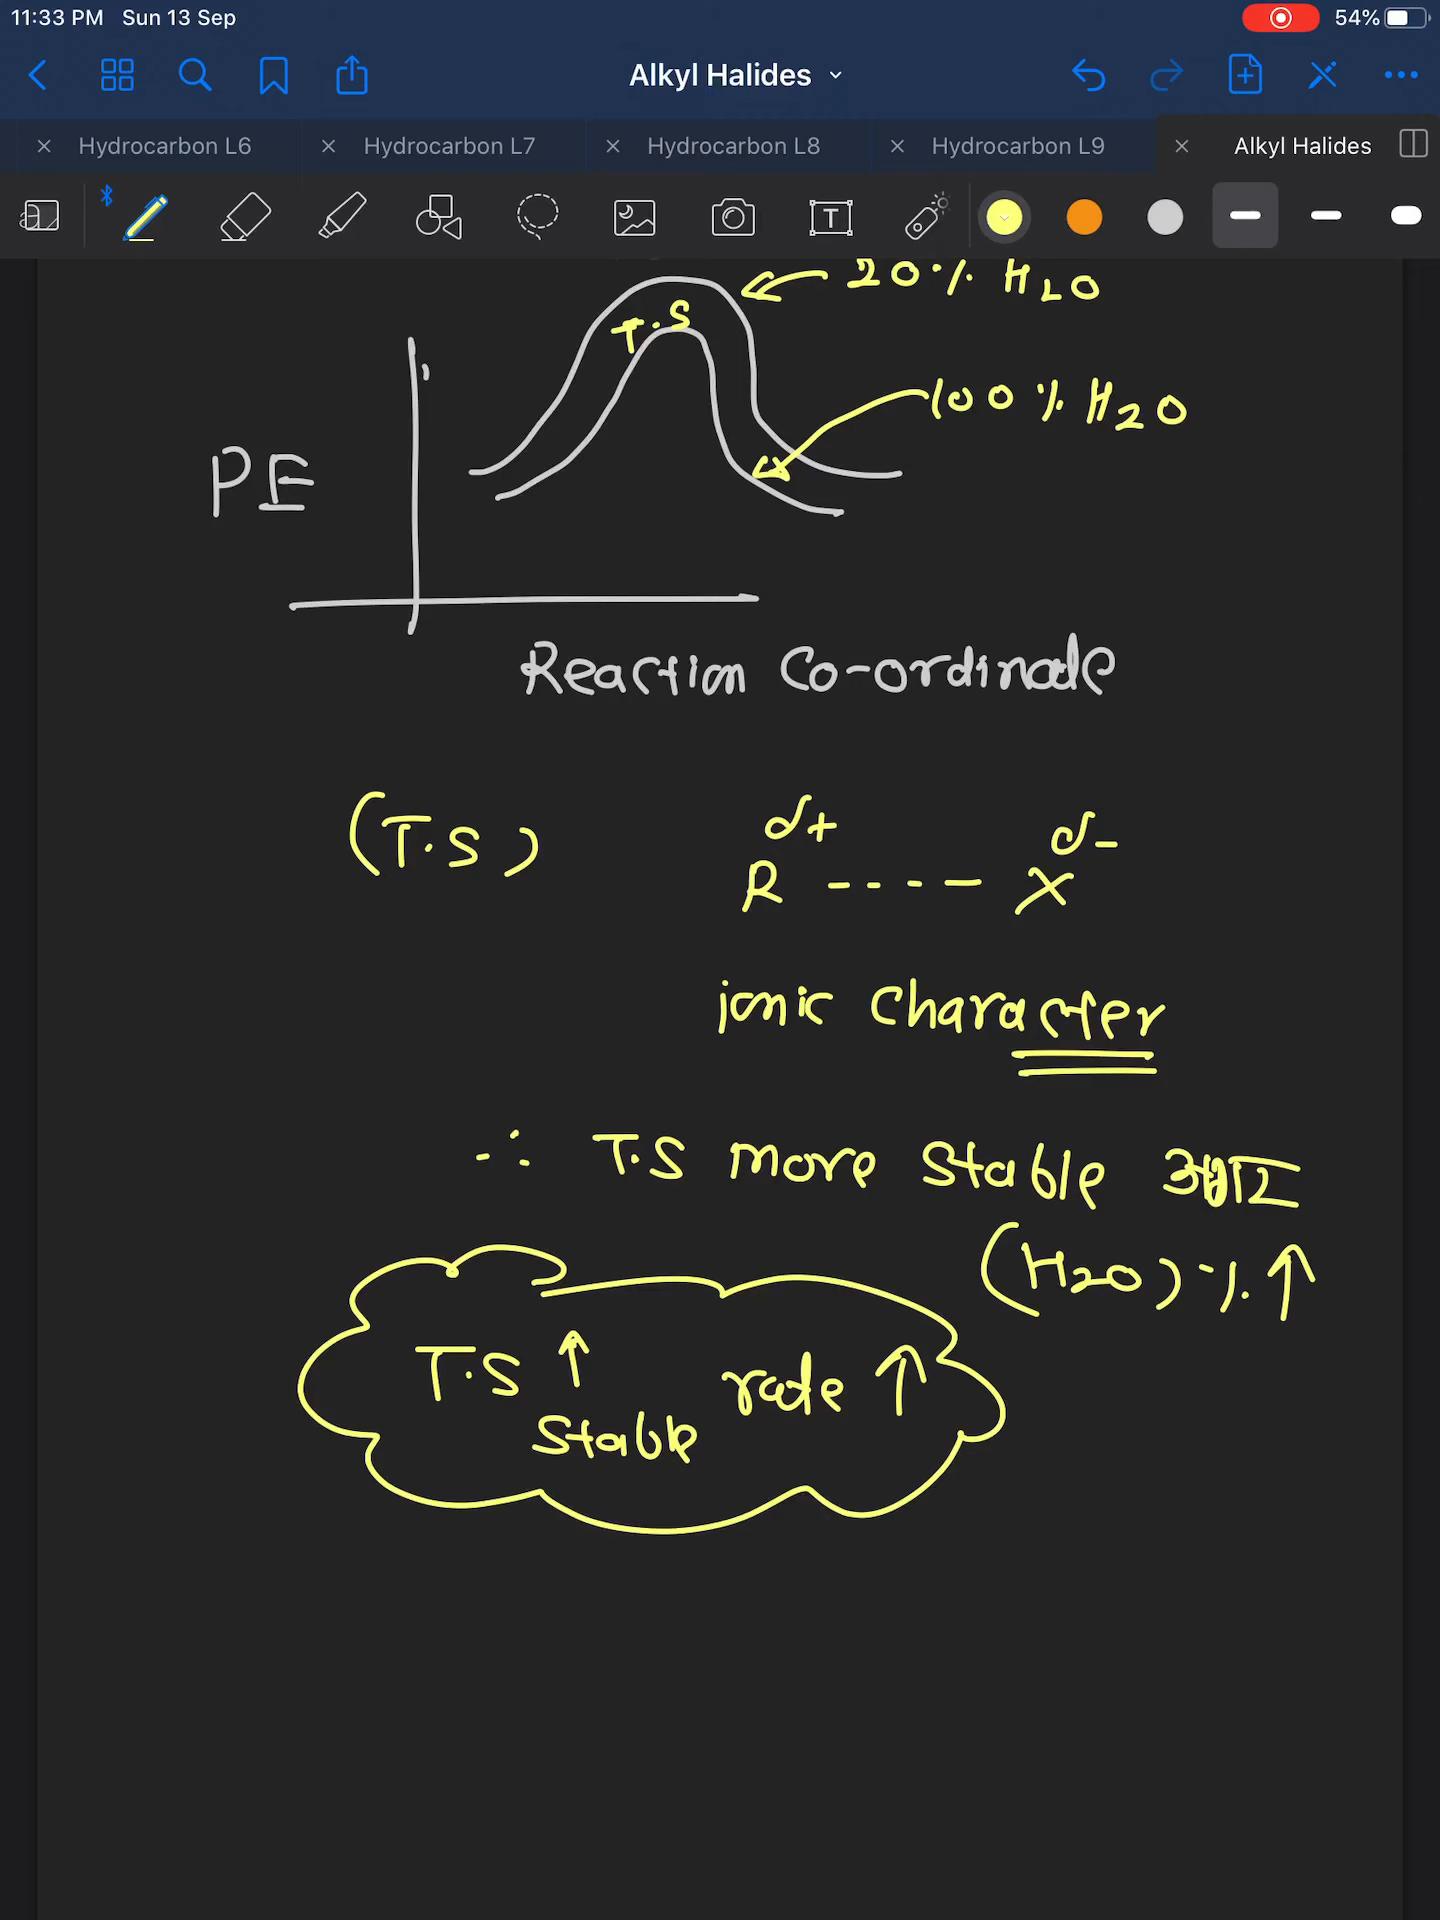 11:33 PM Sun 13 Sep 54%
Alkyl Halides
Hydrocarbon L6 Hydrocarbon L7 Hydrocarbon L8 Hydrocarbon L9 Alkyl Halides
20% H2O
T.S
100% H2O
PE
Reaction Co-ordinate
(T.S) δ+ δ-
R ---- X
ionic character
∴ T.S more stable अगर
(H2O) % ↑
T.S ↑ rate ↑
stable